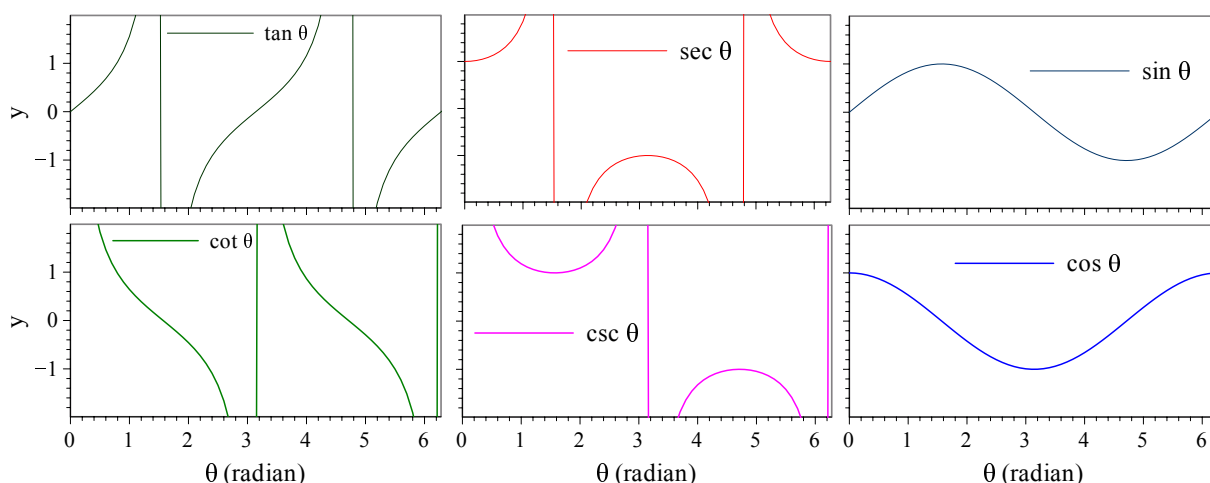 tan θ
sec θ
sin θ
1
0
−1
y
cot θ
csc θ
cos θ
1
0
−1
y
0 1 2 3 4 5 6
0 1 2 3 4 5 6
0 1 2 3 4 5 6
θ (radian)
θ (radian)
θ (radian)